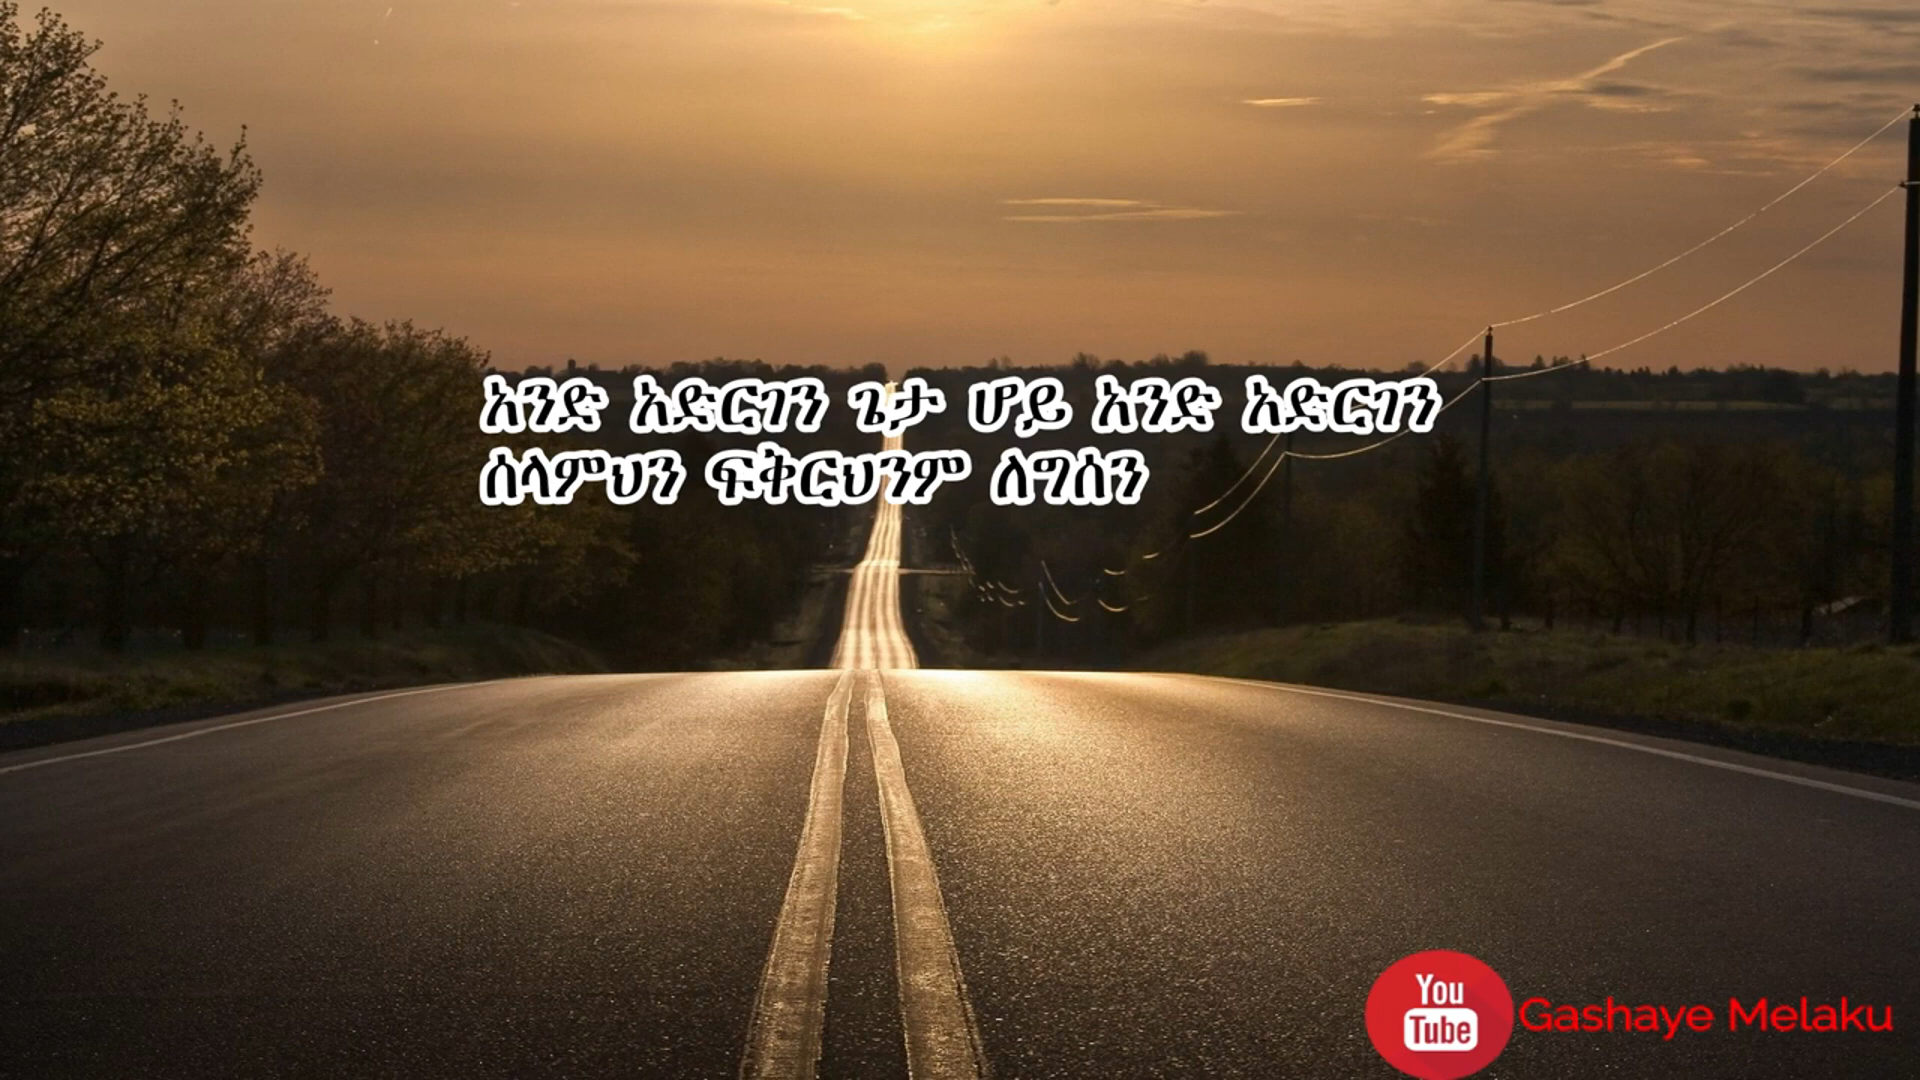 አንድ አድርገን ጌታ ሆይ አንድ አድርገን
ሰላምህን ፍቅርህንም ለግሰን
You
Tube
Gashaye Melaku